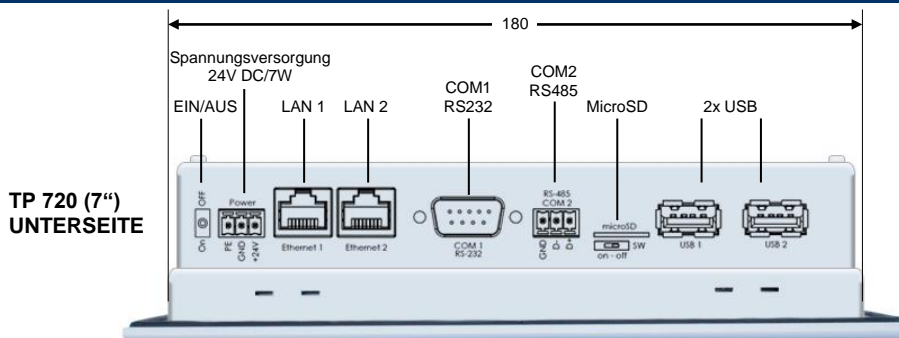 180
Spannungsversorgung
24V DC/7W
EIN/AUS
LAN 1
LAN 2
COM1
RS232
COM2
RS485
MicroSD
2x USB
TP 720 (7“)
UNTERSEITE
OFF
On
Power
PE
GND
+24V
Ethernet 1
Ethernet 2
COM 1
RS-232
RS-485
COM 2
GND
D-
D+
microSD
SW
on - off
USB 1
USB 2